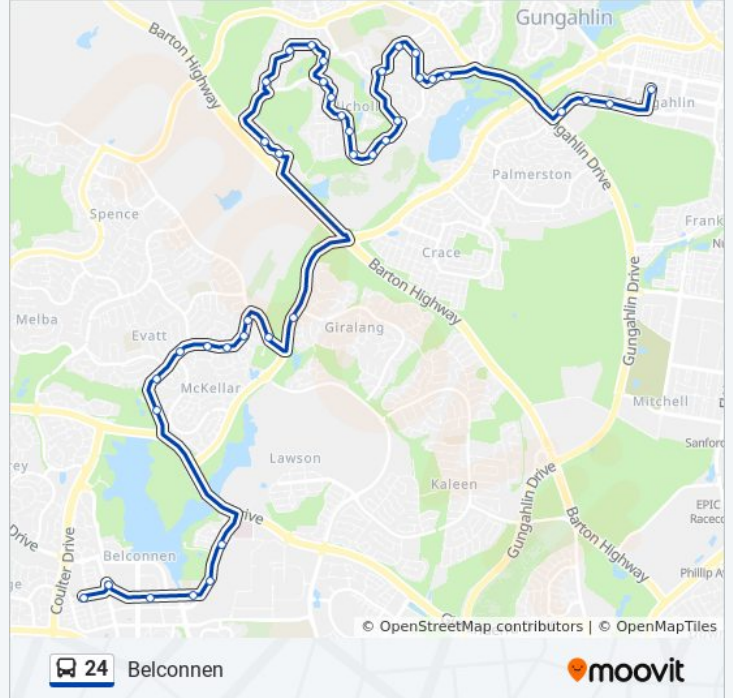 Gungahlin
Barton Highway
Nicholls
Gungahlin
Gungahlin Drive
Palmerston
Spence
Frank
Crace
Barton Highway
Gungahlin Drive
Melba
Evatt
Giralang
McKellar
Mitchell
Lawson
Sanford
Kaleen
Gungahlin Drive
EPIC
Raceco
Drive
Barton Highway
Coulter Drive
Belconnen
Drive
Phillip A
© OpenStreetMap contributors | © OpenMapTiles
24 Belconnen
moovit